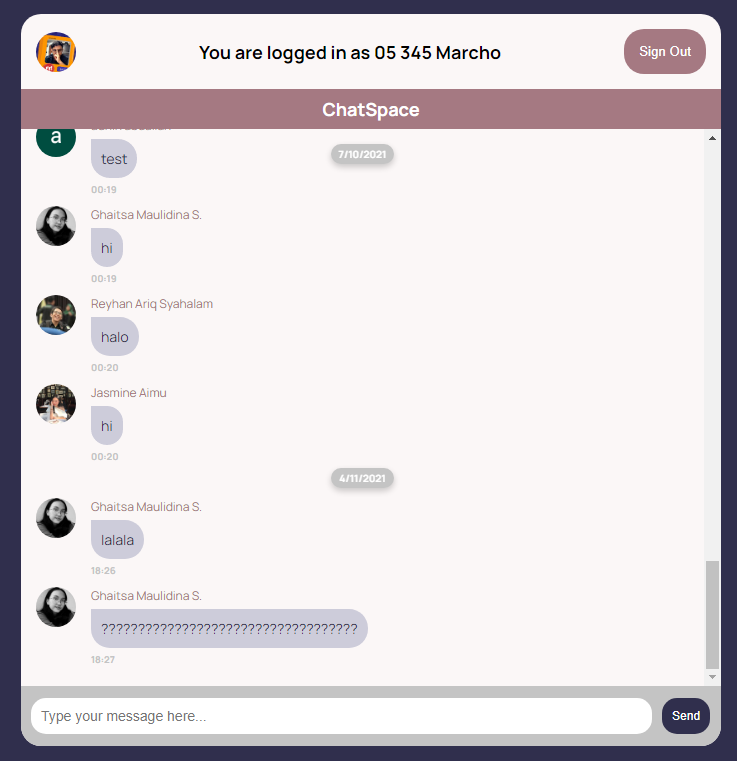 You are logged in as 05 345 Marcho
Sign Out
ChatSpace
a
test
7/10/2021
00:19
Ghaitsa Maulidina S.
hi
00:19
Reyhan Ariq Syahalam
halo
00:20
Jasmine Aimu
hi
00:20
4/11/2021
Ghaitsa Maulidina S.
lalala
18:26
Ghaitsa Maulidina S.
???????????????????????????????????
18:27
Type your message here...
Send